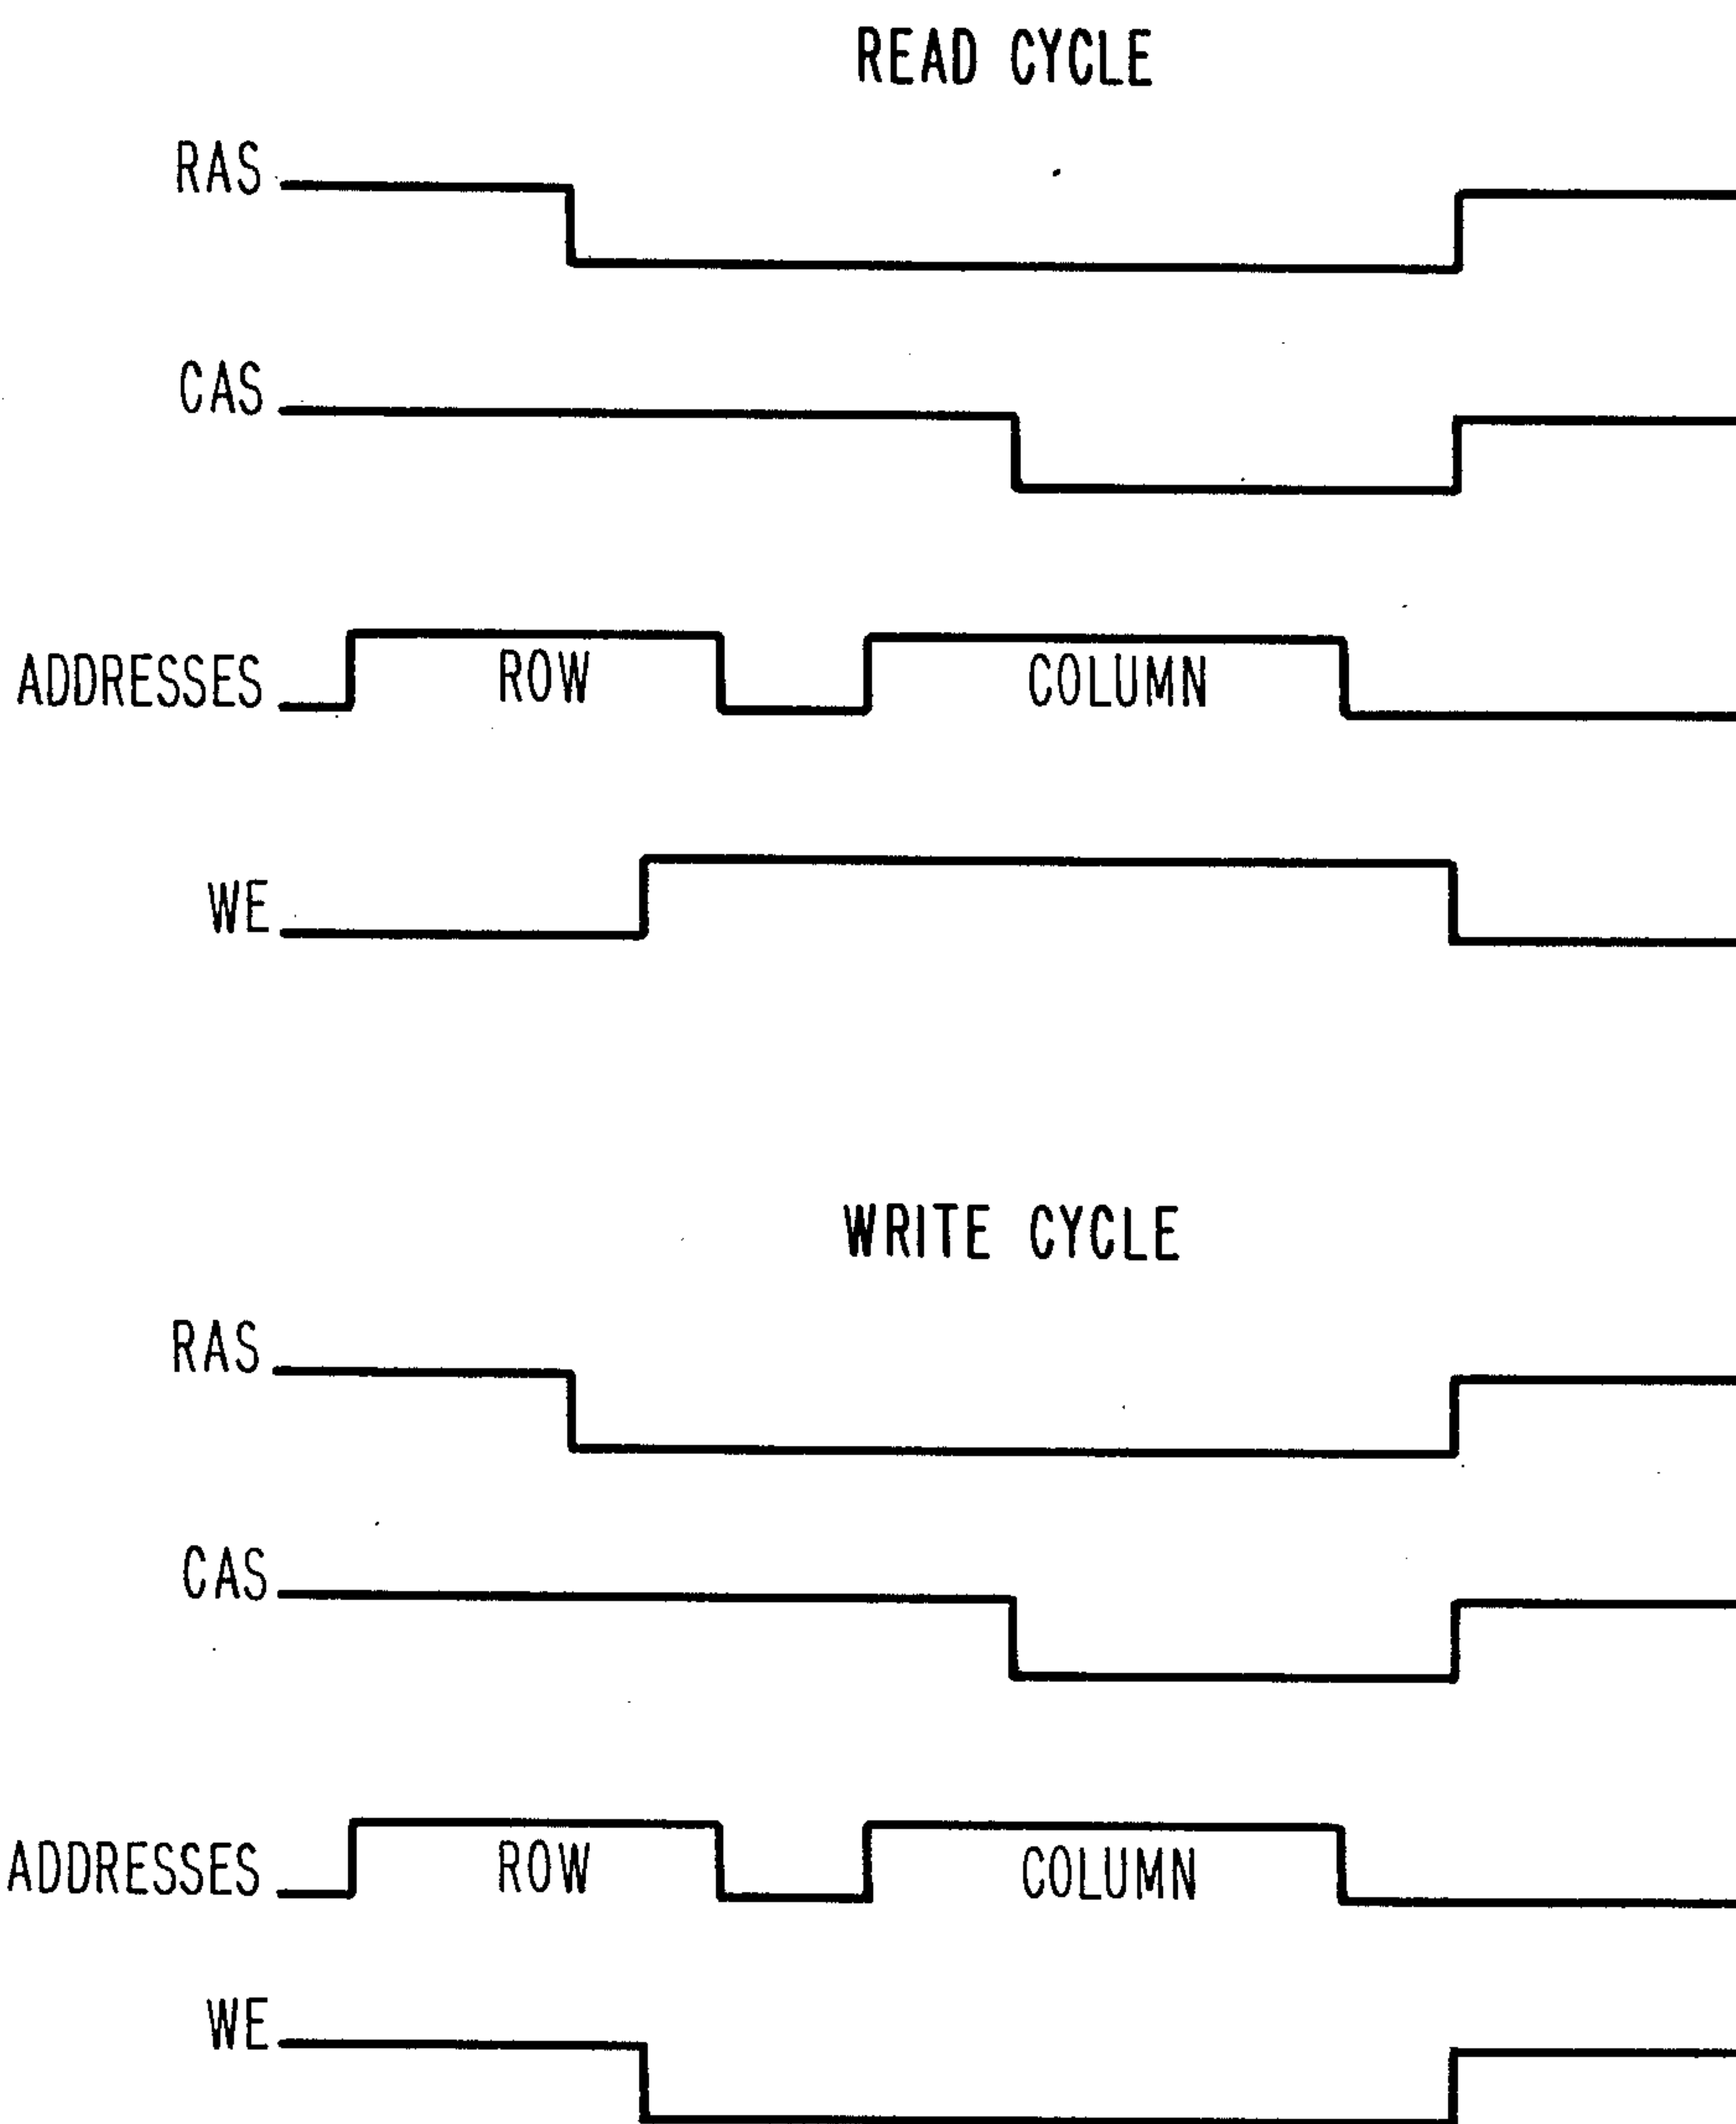 READ CYCLE
RAS
CAS
ADDRESSES ROW COLUMN
WE
WRITE CYCLE
RAS
CAS
ADDRESSES ROW COLUMN
WE